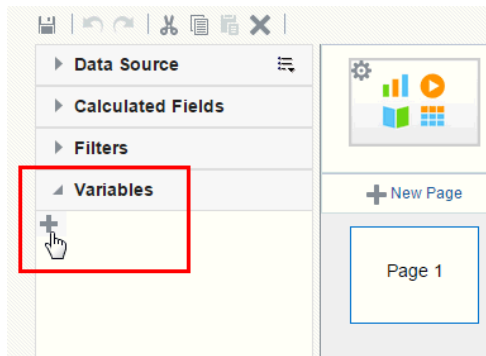 Data Source
Calculated Fields
Filters
Variables
New Page
Page 1